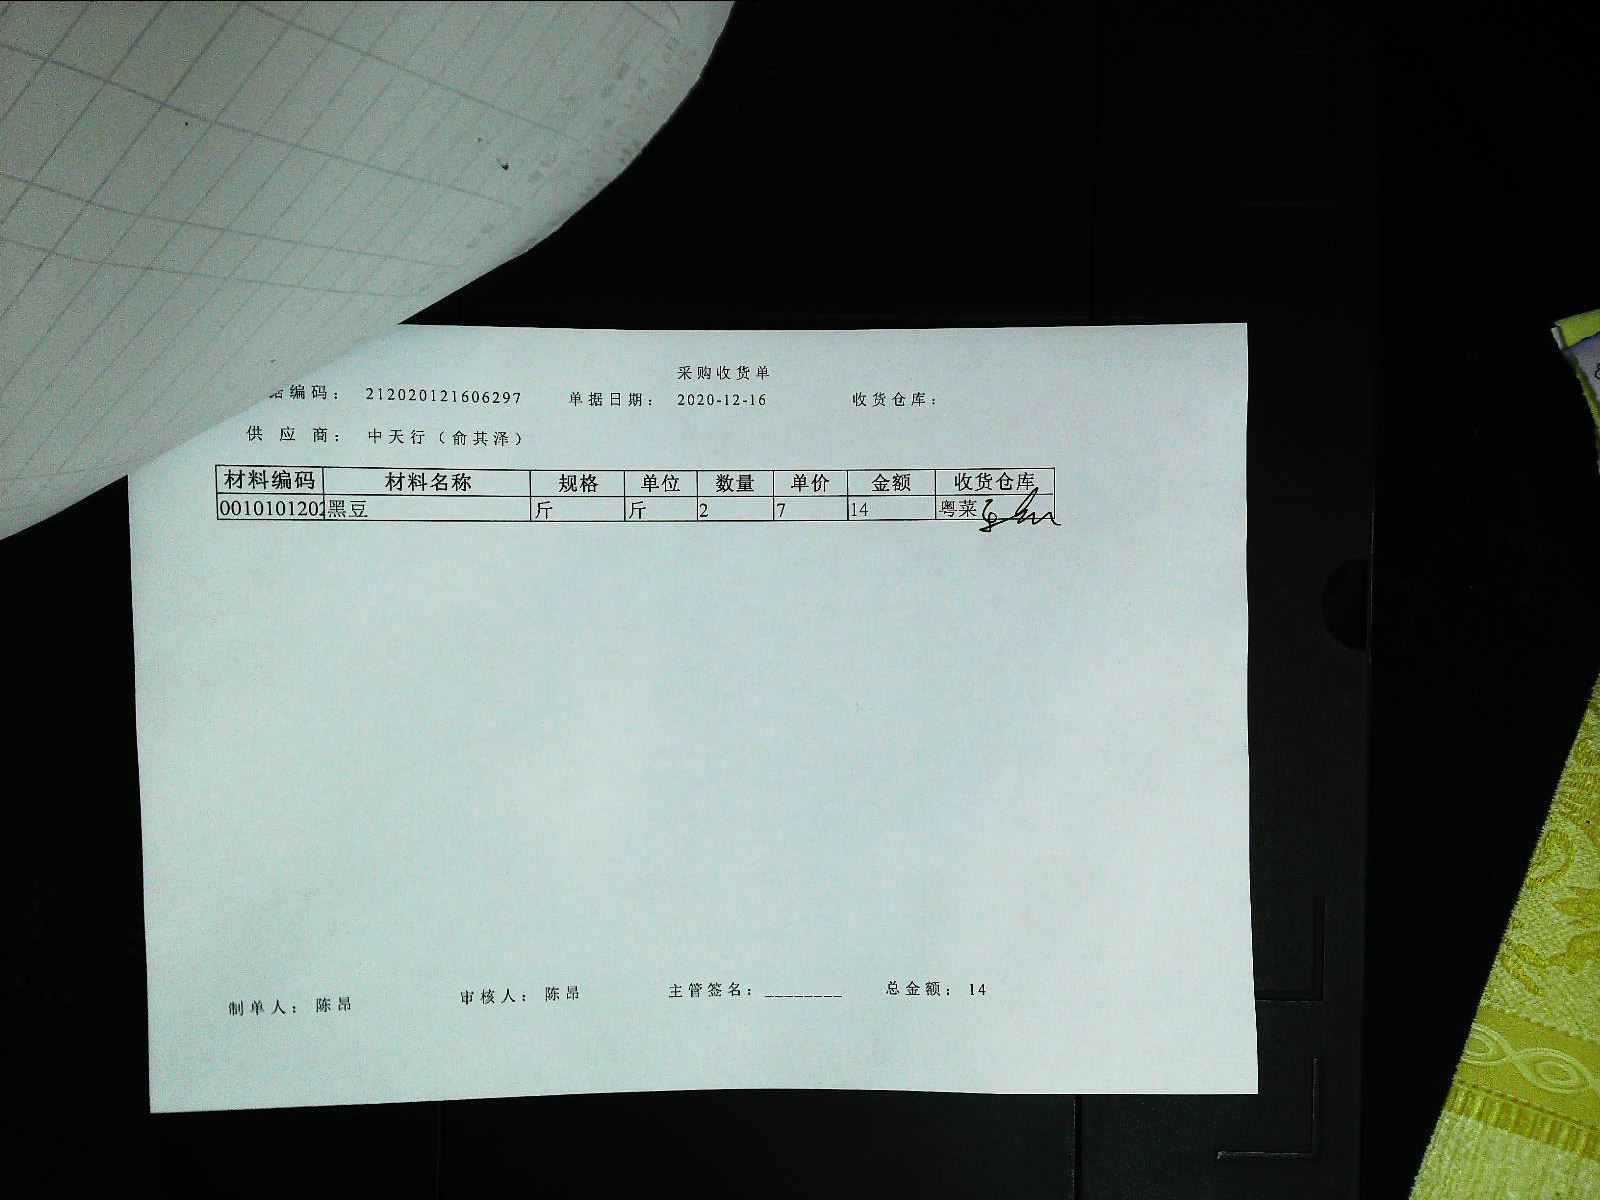 采购收货单
编码： 212020121606297 单据日期： 2020-12-16 收货仓库：
供应商： 中天行（俞其泽）
材料编码 材料名称 规格 单位 数量 单价 金额 收货仓库
0010101202 黑豆 斤 斤 2 7 14 粤菜
制单人： 陈昂 审核人： 陈昂 主管签名：________ 总金额： 14